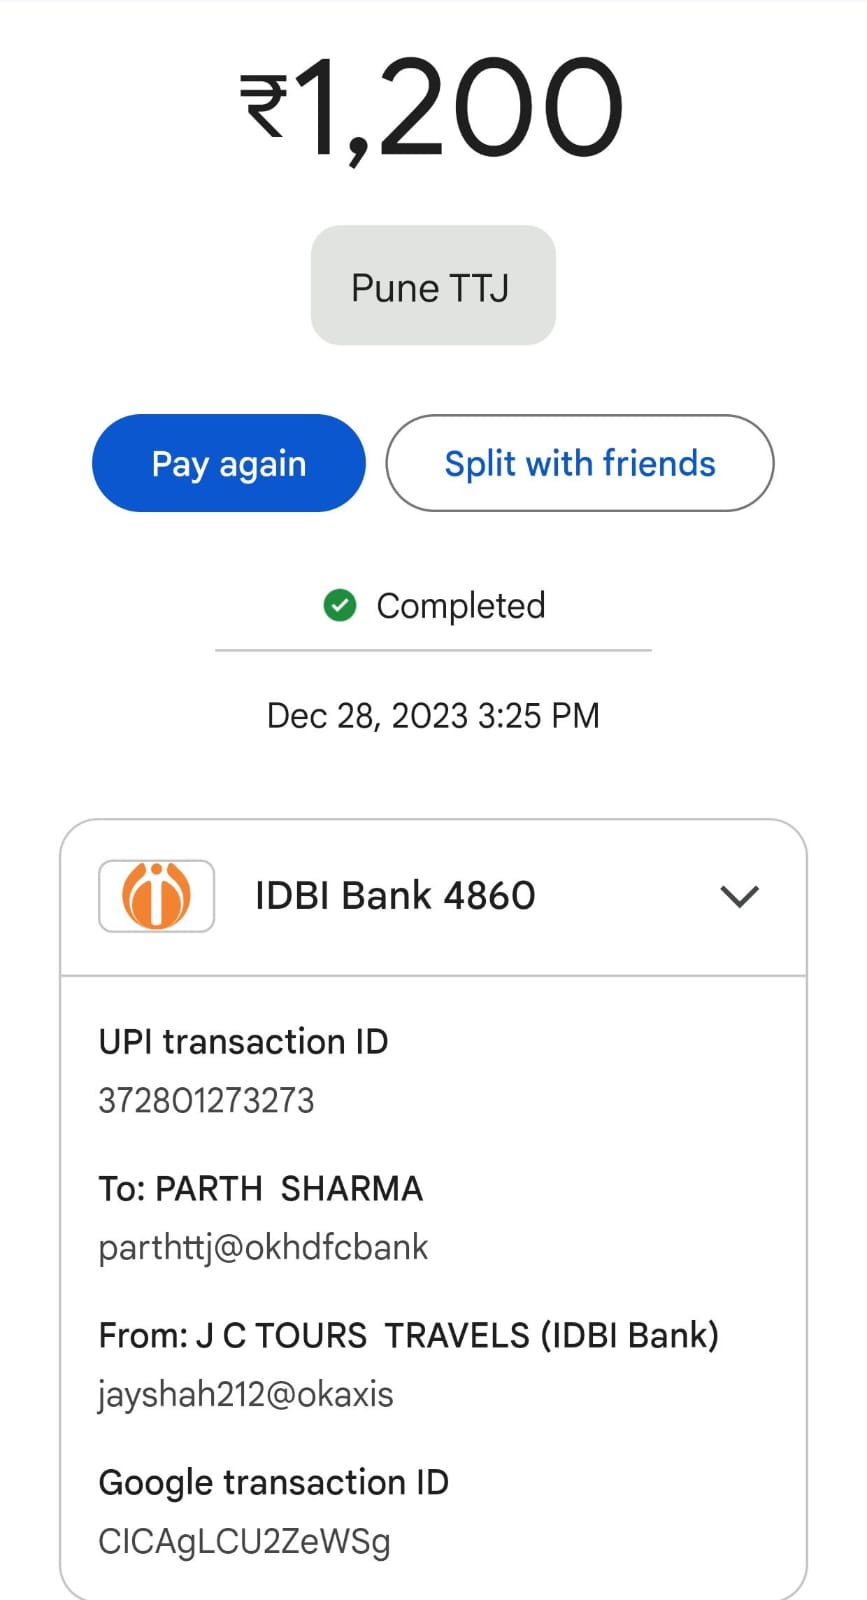 ₹1,200
Pune TTJ
Pay again
Split with friends
Completed
Dec 28, 2023 3:25 PM
IDBI Bank 4860
UPI transaction ID
372801273273
To: PARTH SHARMA
parthttj@okhdfcbank
From: J C TOURS TRAVELS (IDBI Bank)
jayshah212@okaxis
Google transaction ID
CICAgLCU2ZeWSg